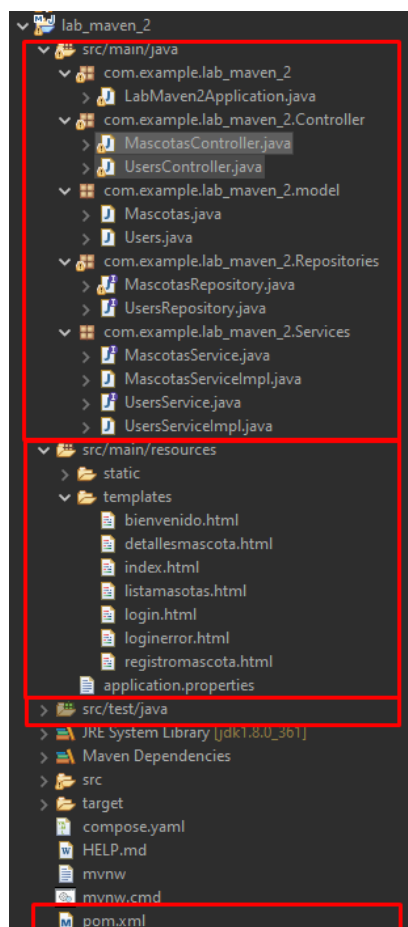 lab_maven_2
src/main/java
com.example.lab_maven_2
LabMaven2Application.java
com.example.lab_maven_2.Controller
MascotasController.java
UsersController.java
com.example.lab_maven_2.model
Mascotas.java
Users.java
com.example.lab_maven_2.Repositories
MascotasRepository.java
UsersRepository.java
com.example.lab_maven_2.Services
MascotasService.java
MascotasServiceImpl.java
UsersService.java
UsersServiceImpl.java
src/main/resources
static
templates
bienvenido.html
detallesmascota.html
index.html
listamasotas.html
login.html
loginerror.html
registromascota.html
application.properties
src/test/java
JRE System Library [jdk1.8.0_361]
Maven Dependencies
src
target
compose.yaml
HELP.md
mvnw
mvnw.cmd
pom.xml